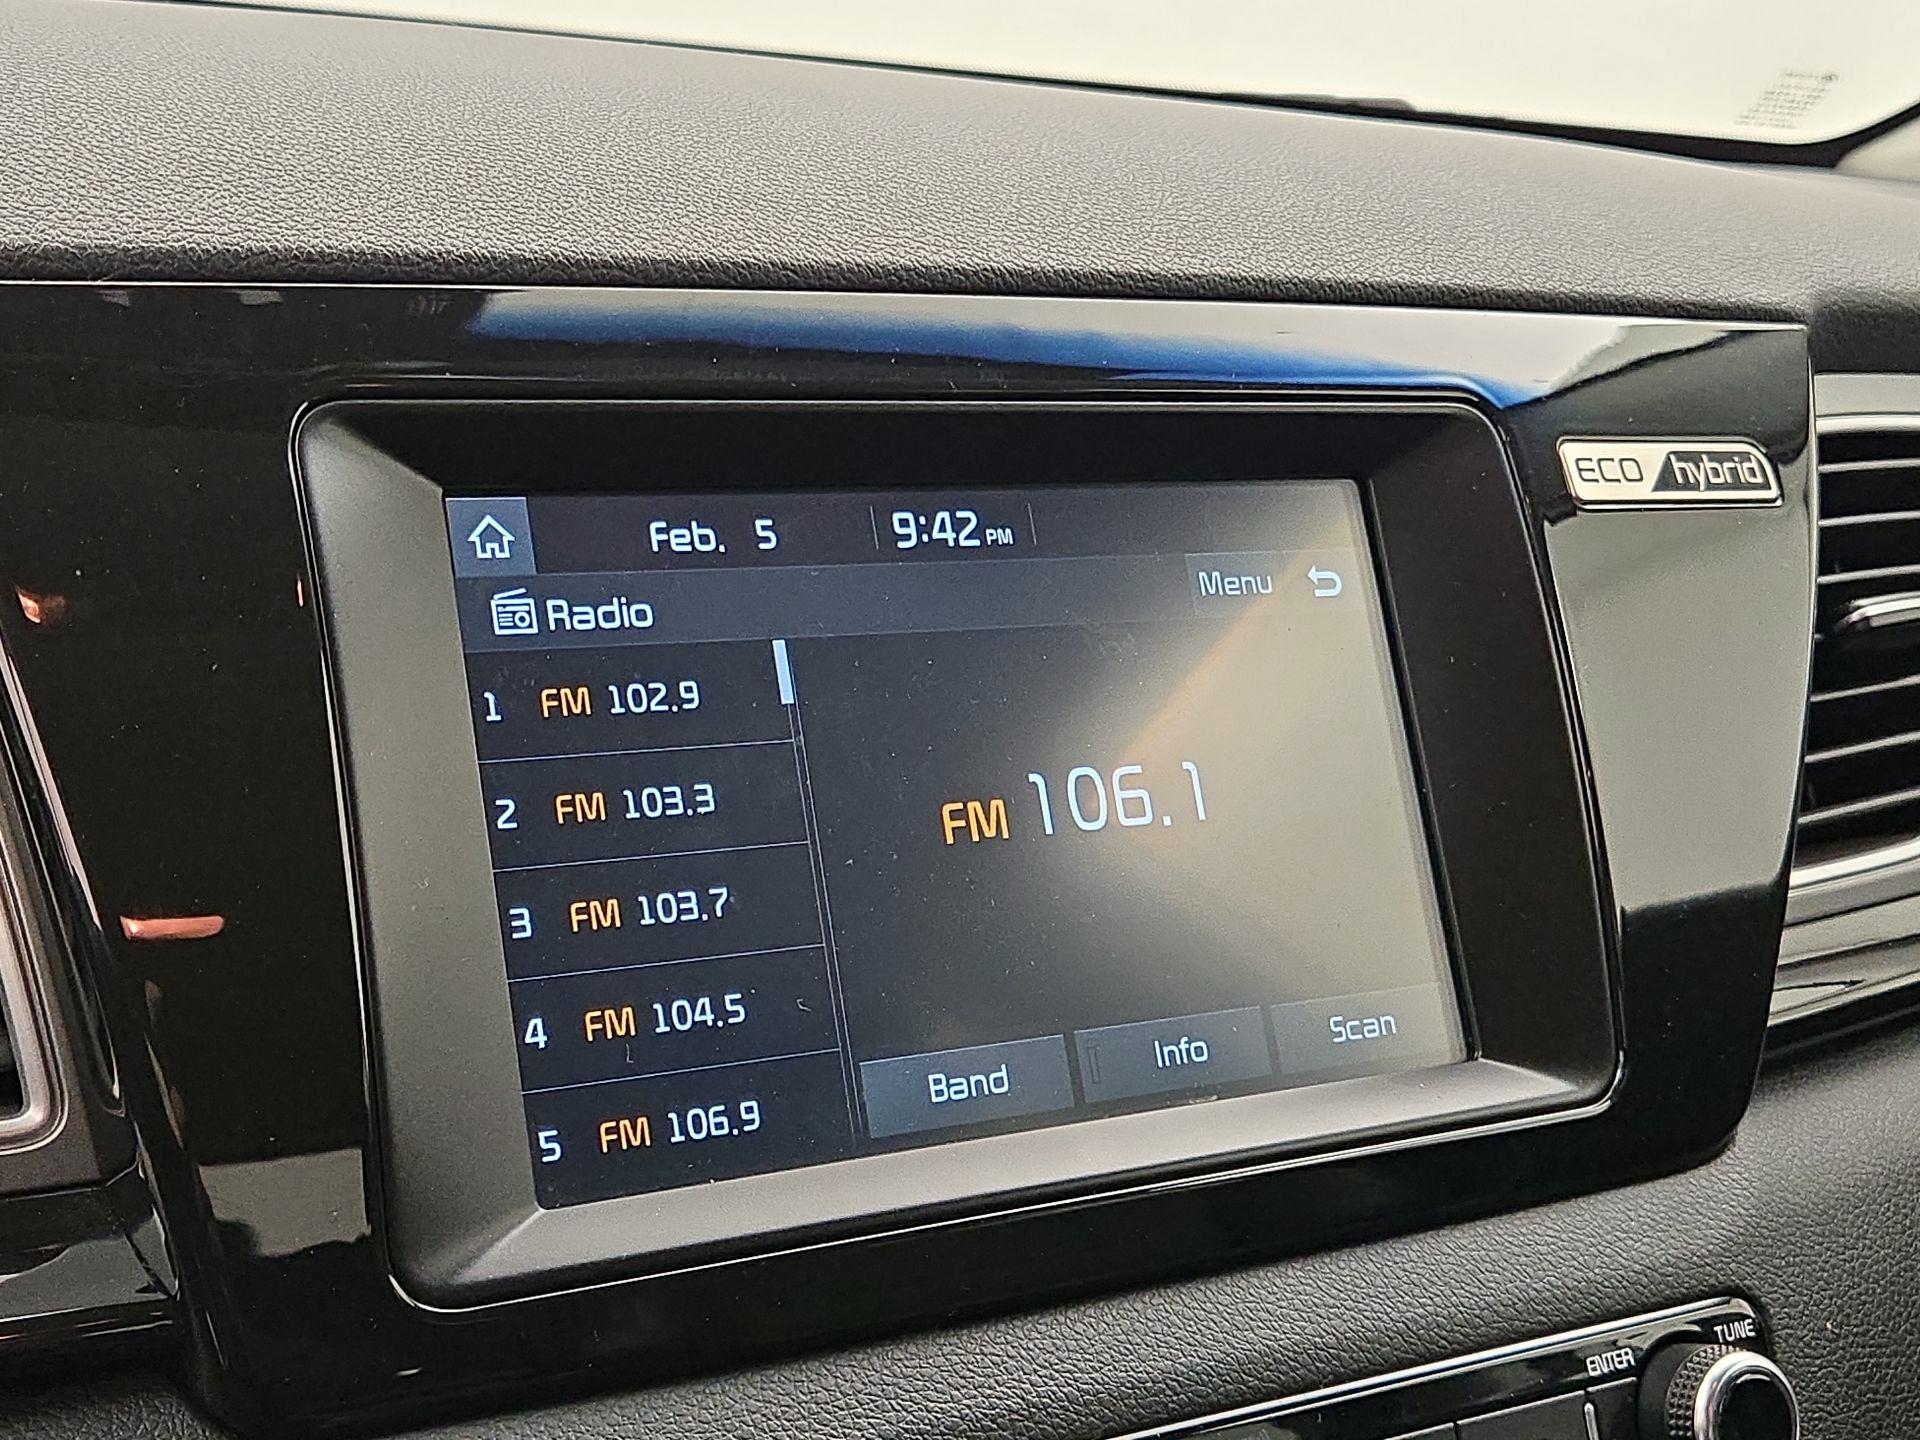 ECO hybrid
Feb. 5 9:42 PM
Radio Menu
1 FM 102.9
2 FM 103.3
3 FM 103.7
4 FM 104.5
5 FM 106.9
FM 106.1
Band Info Scan
TUNE
ENTER